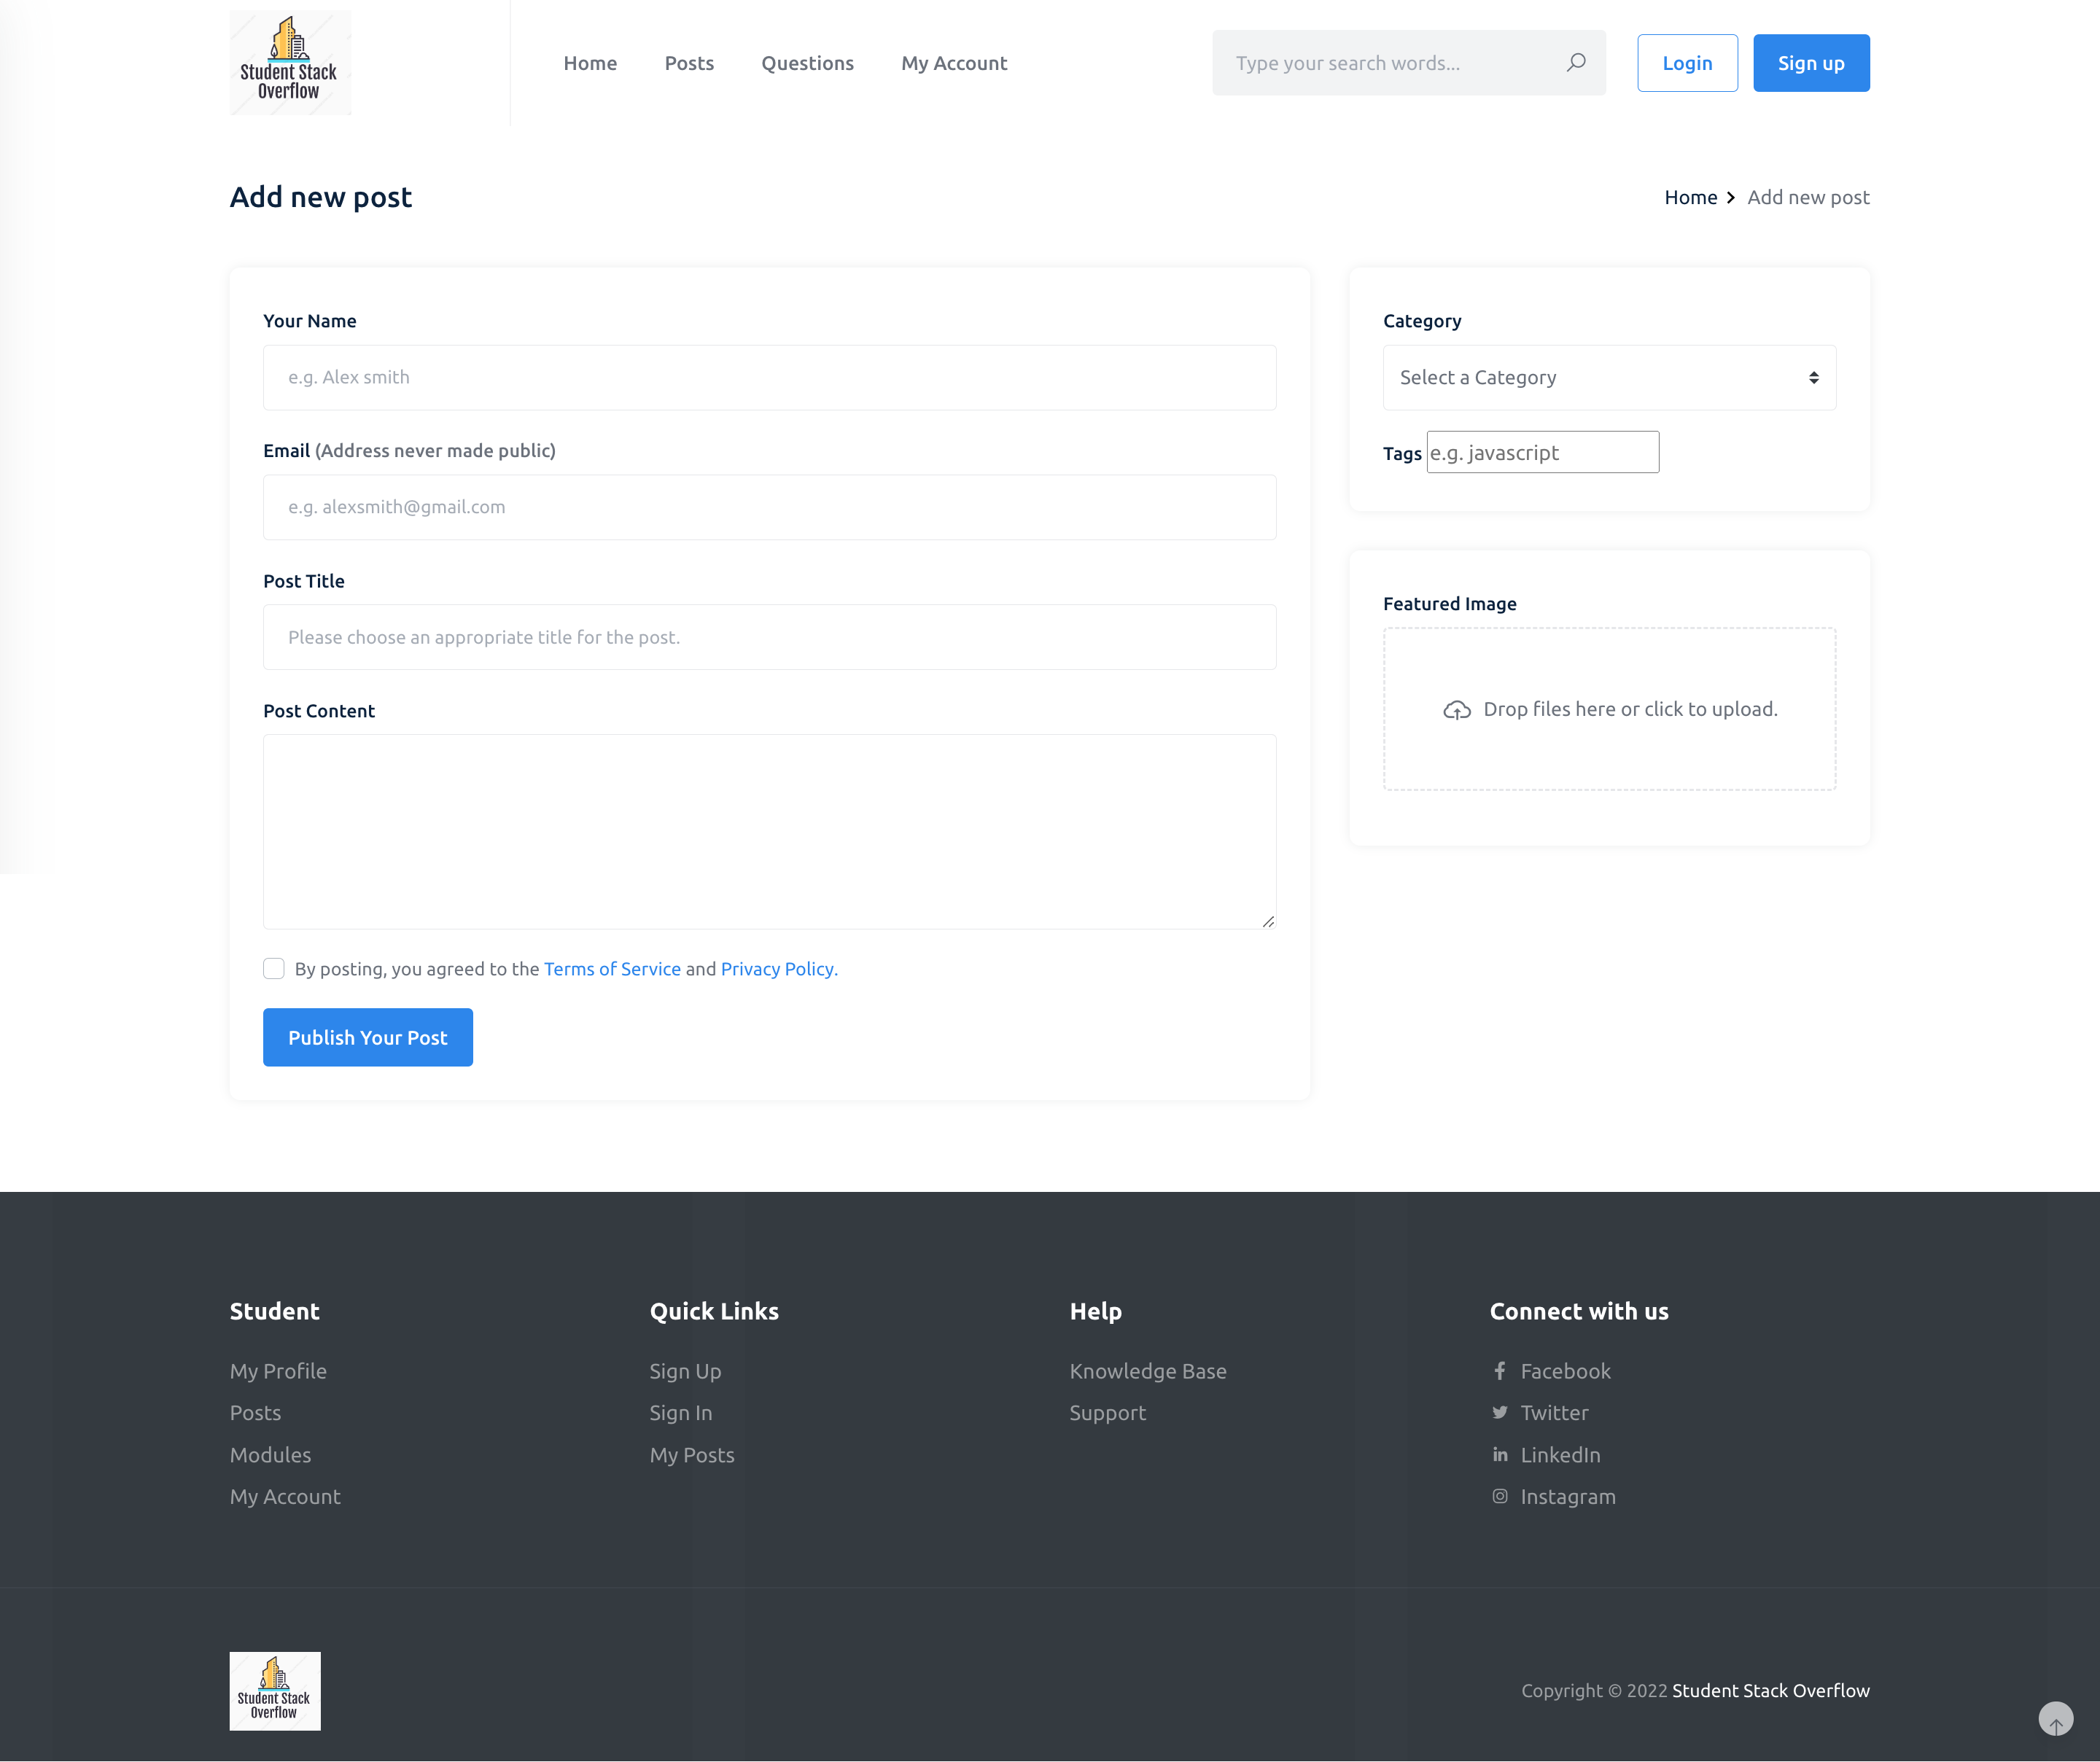 Student Stack
Overflow
Home Posts Questions My Account
Type your search words...
Login
Sign up
Add new post
Home Add new post
Your Name
e.g. Alex smith
Email (Address never made public)
e.g. alexsmith@gmail.com
Post Title
Please choose an appropriate title for the post.
Post Content
By posting, you agreed to the Terms of Service and Privacy Policy.
Publish Your Post
Category
Select a Category
Tags e.g. javascript
Featured Image
Drop files here or click to upload.
Student
My Profile
Posts
Modules
My Account
Quick Links
Sign Up
Sign In
My Posts
Help
Knowledge Base
Support
Connect with us
Facebook
Twitter
LinkedIn
Instagram
Student Stack
Overflow
Copyright © 2022 Student Stack Overflow